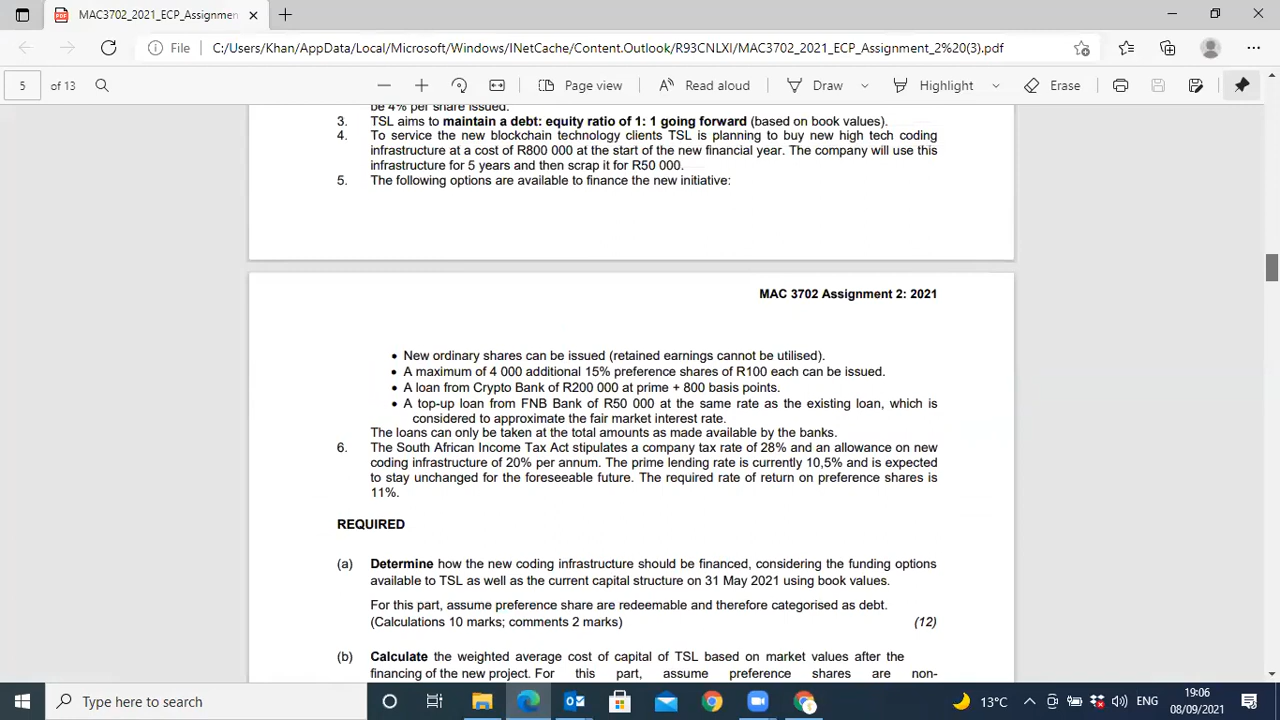 MAC3702_2021_ECP_Assignmen
File
C:/Users/Khan/AppData/Local/Microsoft/Windows/INetCache/Content.Outlook/R93CNLXI/MAC3702_2021_ECP_Assignment_2%20(3).pdf
5 of 13
Page view
Read aloud
Draw
Highlight
Erase
be 4% per share issued.
3. TSL aims to maintain a debt: equity ratio of 1: 1 going forward (based on book values).
4. To service the new blockchain technology clients TSL is planning to buy new high tech coding
infrastructure at a cost of R800 000 at the start of the new financial year. The company will use this
infrastructure for 5 years and then scrap it for R50 000.
5. The following options are available to finance the new initiative:
MAC 3702 Assignment 2: 2021
• New ordinary shares can be issued (retained earnings cannot be utilised).
• A maximum of 4 000 additional 15% preference shares of R100 each can be issued.
• A loan from Crypto Bank of R200 000 at prime + 800 basis points.
• A top-up loan from FNB Bank of R50 000 at the same rate as the existing loan, which is
considered to approximate the fair market interest rate.
The loans can only be taken at the total amounts as made available by the banks.
6. The South African Income Tax Act stipulates a company tax rate of 28% and an allowance on new
coding infrastructure of 20% per annum. The prime lending rate is currently 10,5% and is expected
to stay unchanged for the foreseeable future. The required rate of return on preference shares is
11%.
REQUIRED
(a) Determine how the new coding infrastructure should be financed, considering the funding options
available to TSL as well as the current capital structure on 31 May 2021 using book values.
For this part, assume preference share are redeemable and therefore categorised as debt.
(Calculations 10 marks; comments 2 marks) (12)
(b) Calculate the weighted average cost of capital of TSL based on market values after the
financing of the new project. For this part, assume preference shares are non-
Type here to search
13°C
ENG
19:06
08/09/2021